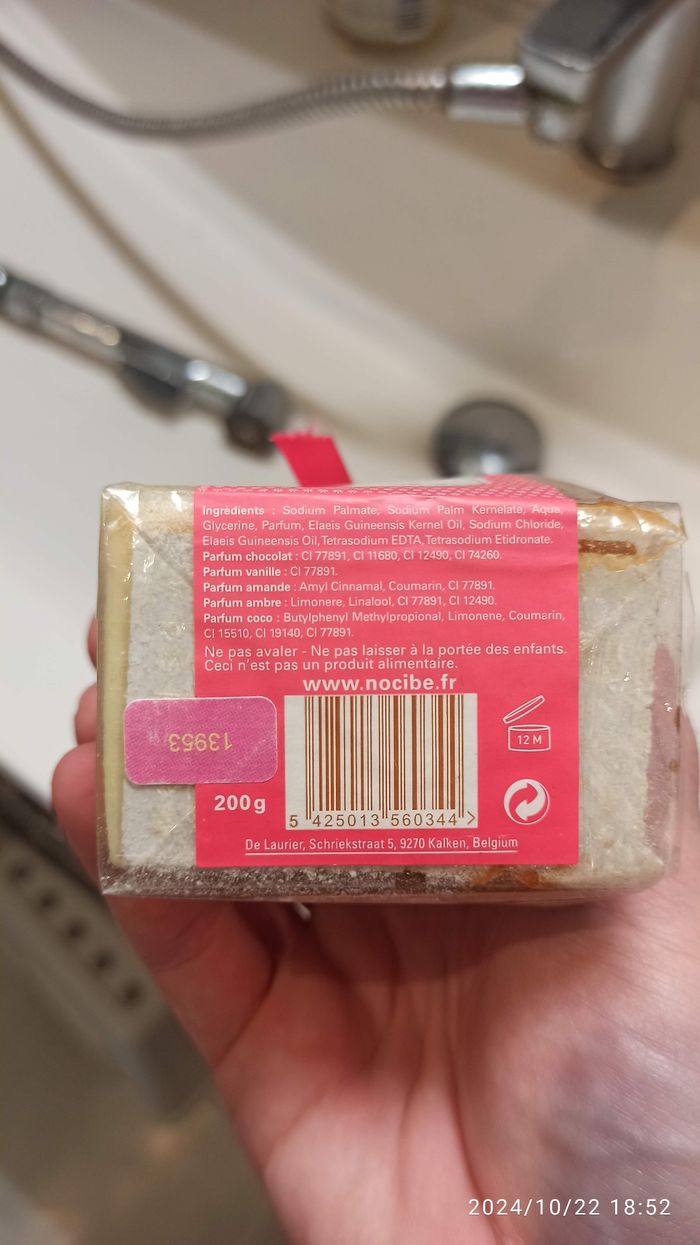 Ingrédients : Sodium Palmate, Sodium Palm Kernelate, Aqua,
Glycerine, Parfum, Elaeis Guineensis Kernel Oil, Sodium Chloride,
Elaeis Guineensis Oil, Tetrasodium EDTA, Tetrasodium Etidronate.
Parfum chocolat : CI 77891, CI 11680, CI 12490, CI 74260.
Parfum vanille : CI 77891.
Parfum amande : Amyl Cinnamal, Coumarin, CI 77891.
Parfum ambre : Limonere, Linalool, CI 77891, CI 12490.
Parfum coco : Butylphenyl Methylpropional, Limonene, Coumarin,
CI 15510, CI 19140, CI 77891.
Ne pas avaler - Ne pas laisser à la portée des enfants.
Ceci n'est pas un produit alimentaire.
www.nocibe.fr
13953
12 M
200g
5 425013 560344 >
De Laurier, Schriekstraat 5, 9270 Kalken, Belgium
2024/10/22 18:52